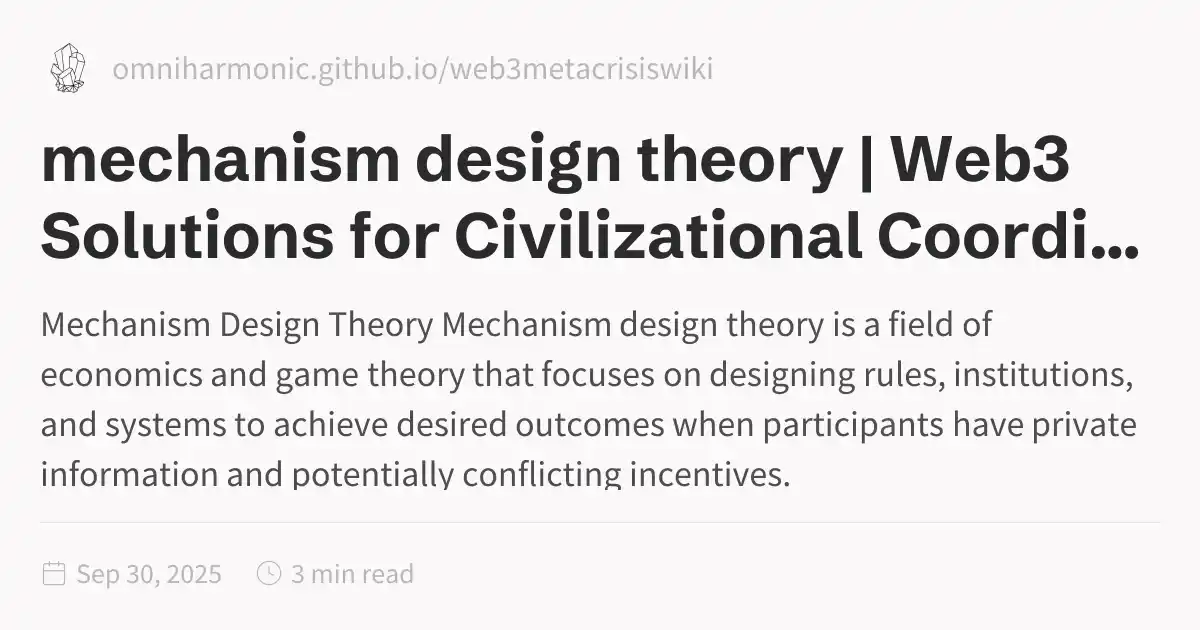 omniharmonic.github.io/web3metacrisiswiki
mechanism design theory | Web3
Solutions for Civilizational Coordi...
Mechanism Design Theory Mechanism design theory is a field of
economics and game theory that focuses on designing rules, institutions,
and systems to achieve desired outcomes when participants have private
information and potentially conflicting incentives.
Sep 30, 2025 3 min read